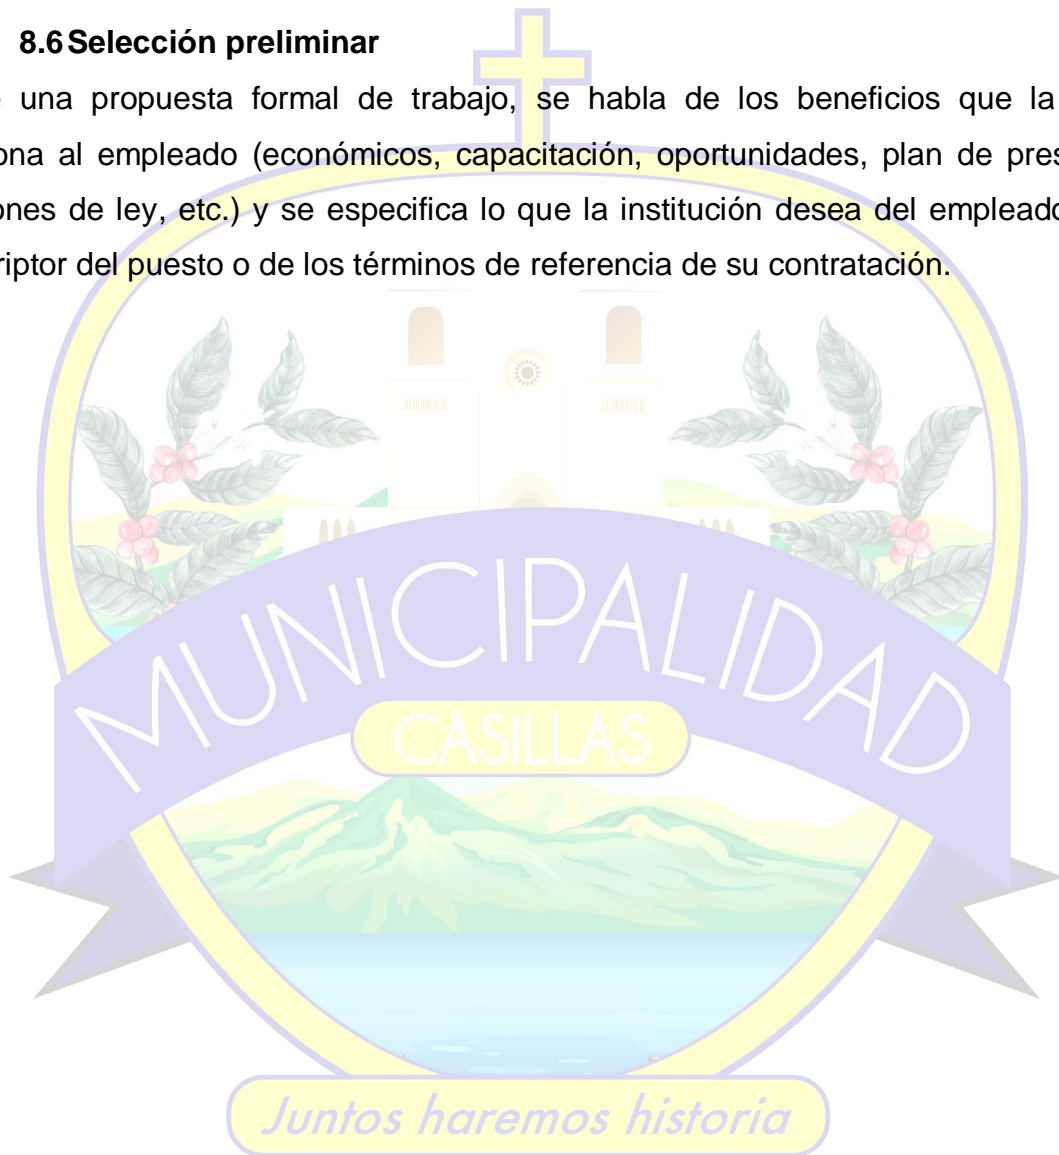 8.6 Selección preliminar
una propuesta formal de trabajo, se habla de los beneficios que la
ona al empleado (económicos, capacitación, oportunidades, plan de pres
ones de ley, etc.) y se especifica lo que la institución desea del empleado
riptor del puesto o de los términos de referencia de su contratación.
MUNICIPALIDAD
CASILLAS
Juntos haremos historia